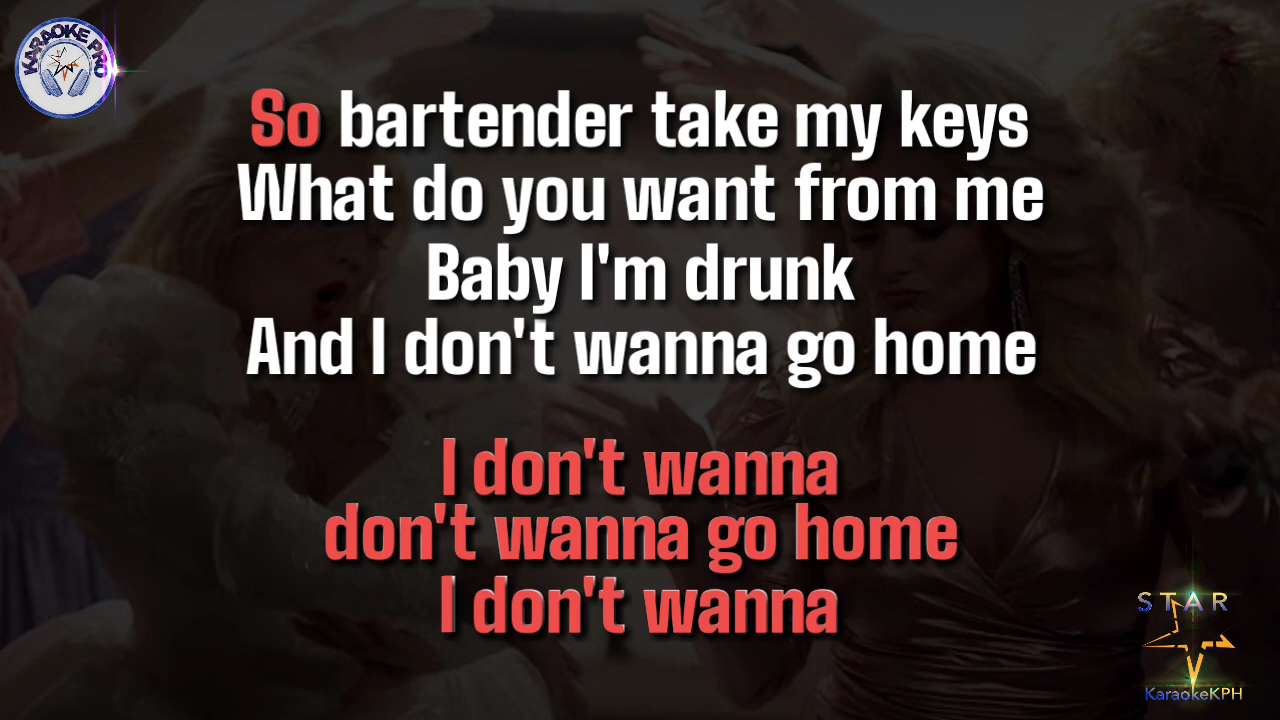 KARAOKE PRO
So bartender take my keys
What do you want from me
Baby I'm drunk
And I don't wanna go home
I don't wanna
don't wanna go home
I don't wanna
STAR
KaraokeKPH